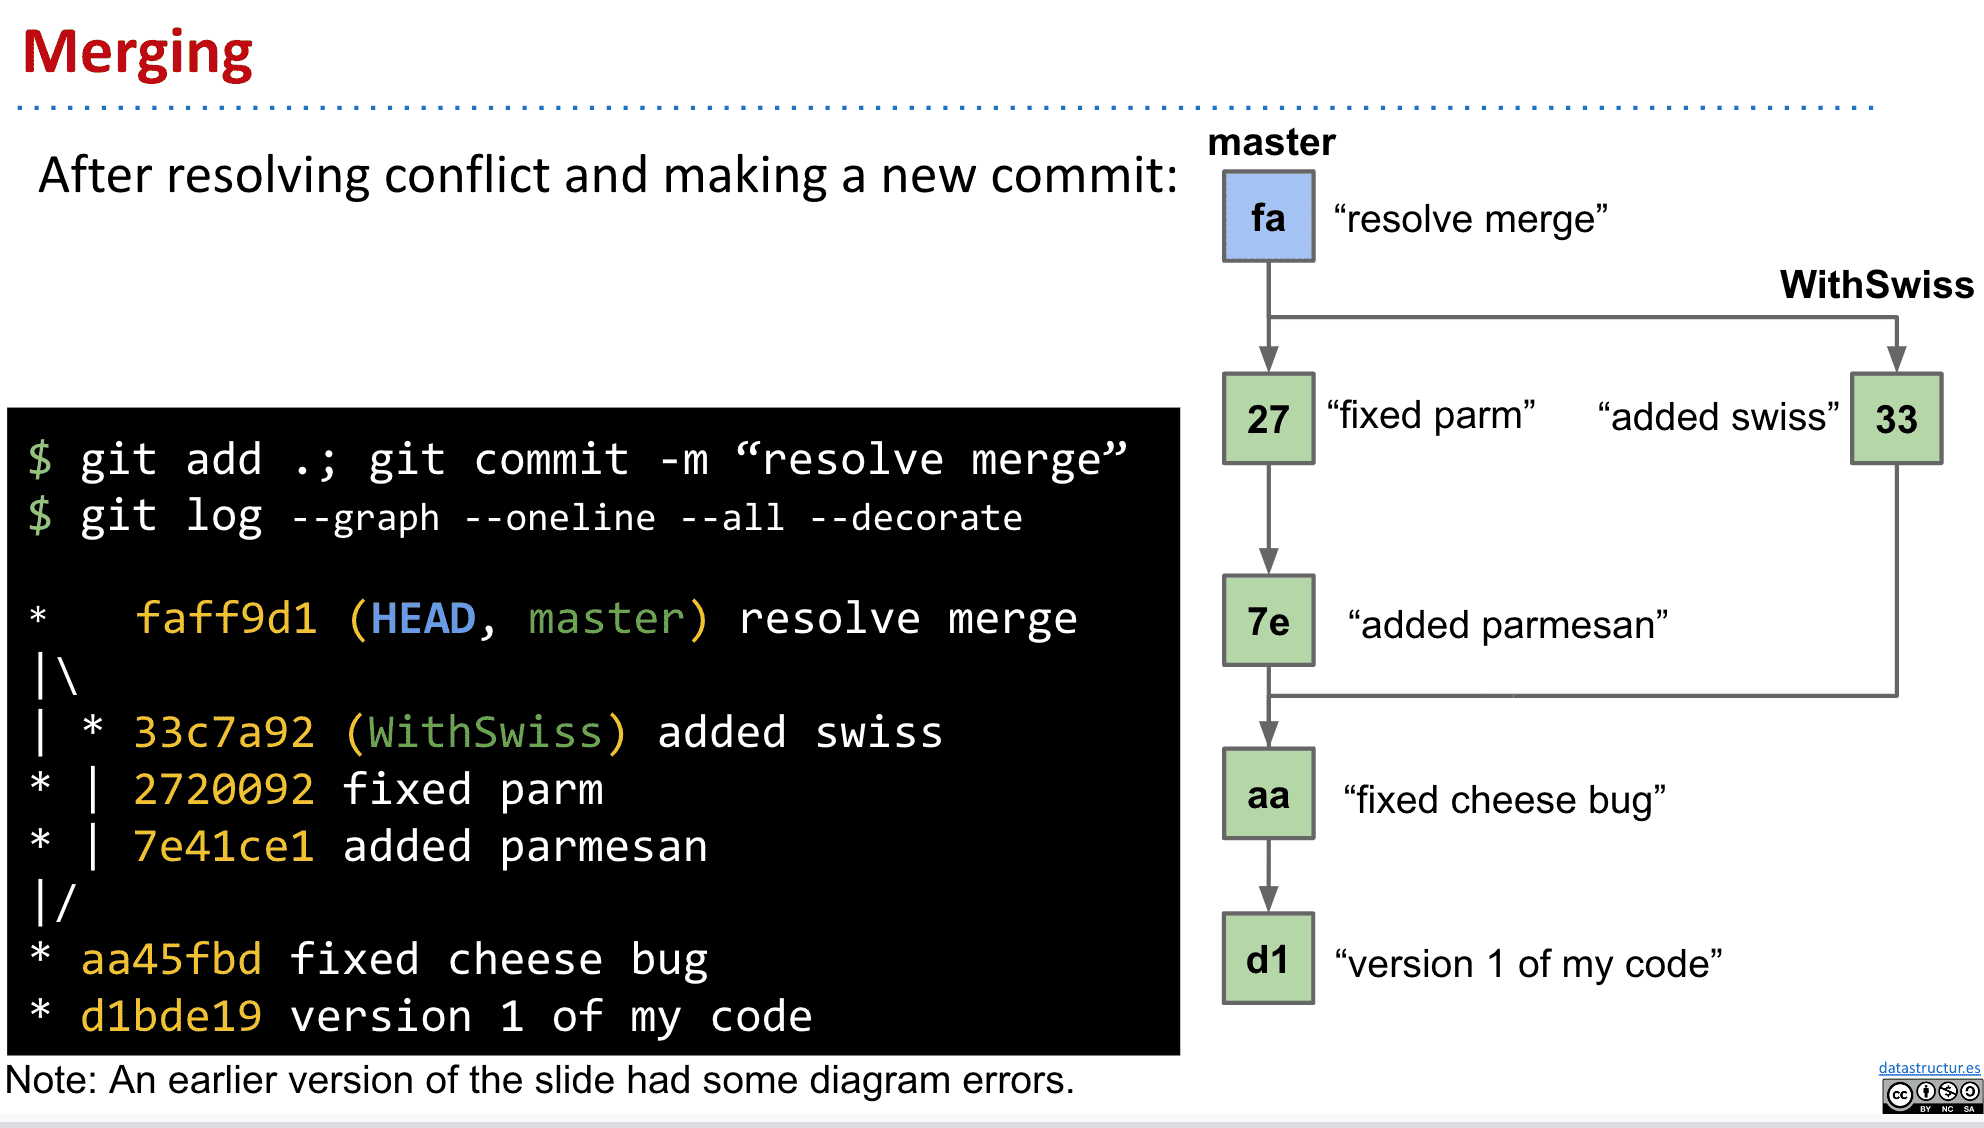 Merging
After resolving conflict and making a new commit:
$ git add .; git commit -m “resolve merge”
$ git log --graph --oneline --all --decorate
*   faff9d1 (HEAD, master) resolve merge
|\
| * 33c7a92 (WithSwiss) added swiss
* | 2720092 fixed parm
* | 7e41ce1 added parmesan
|/
* aa45fbd fixed cheese bug
* d1bde19 version 1 of my code
Note: An earlier version of the slide had some diagram errors.
master
fa “resolve merge”
WithSwiss
27 “fixed parm” “added swiss” 33
7e “added parmesan”
aa “fixed cheese bug”
d1 “version 1 of my code”
datastructur.es
cc
BY NC SA